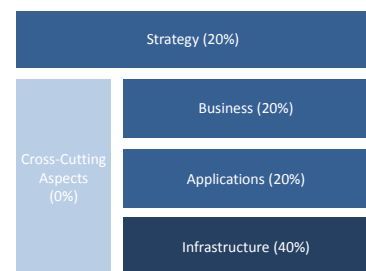 Strategy (20%)
Business (20%)
Cross-Cutting
Aspects
(0%)
Applications (20%)
Infrastructure (40%)